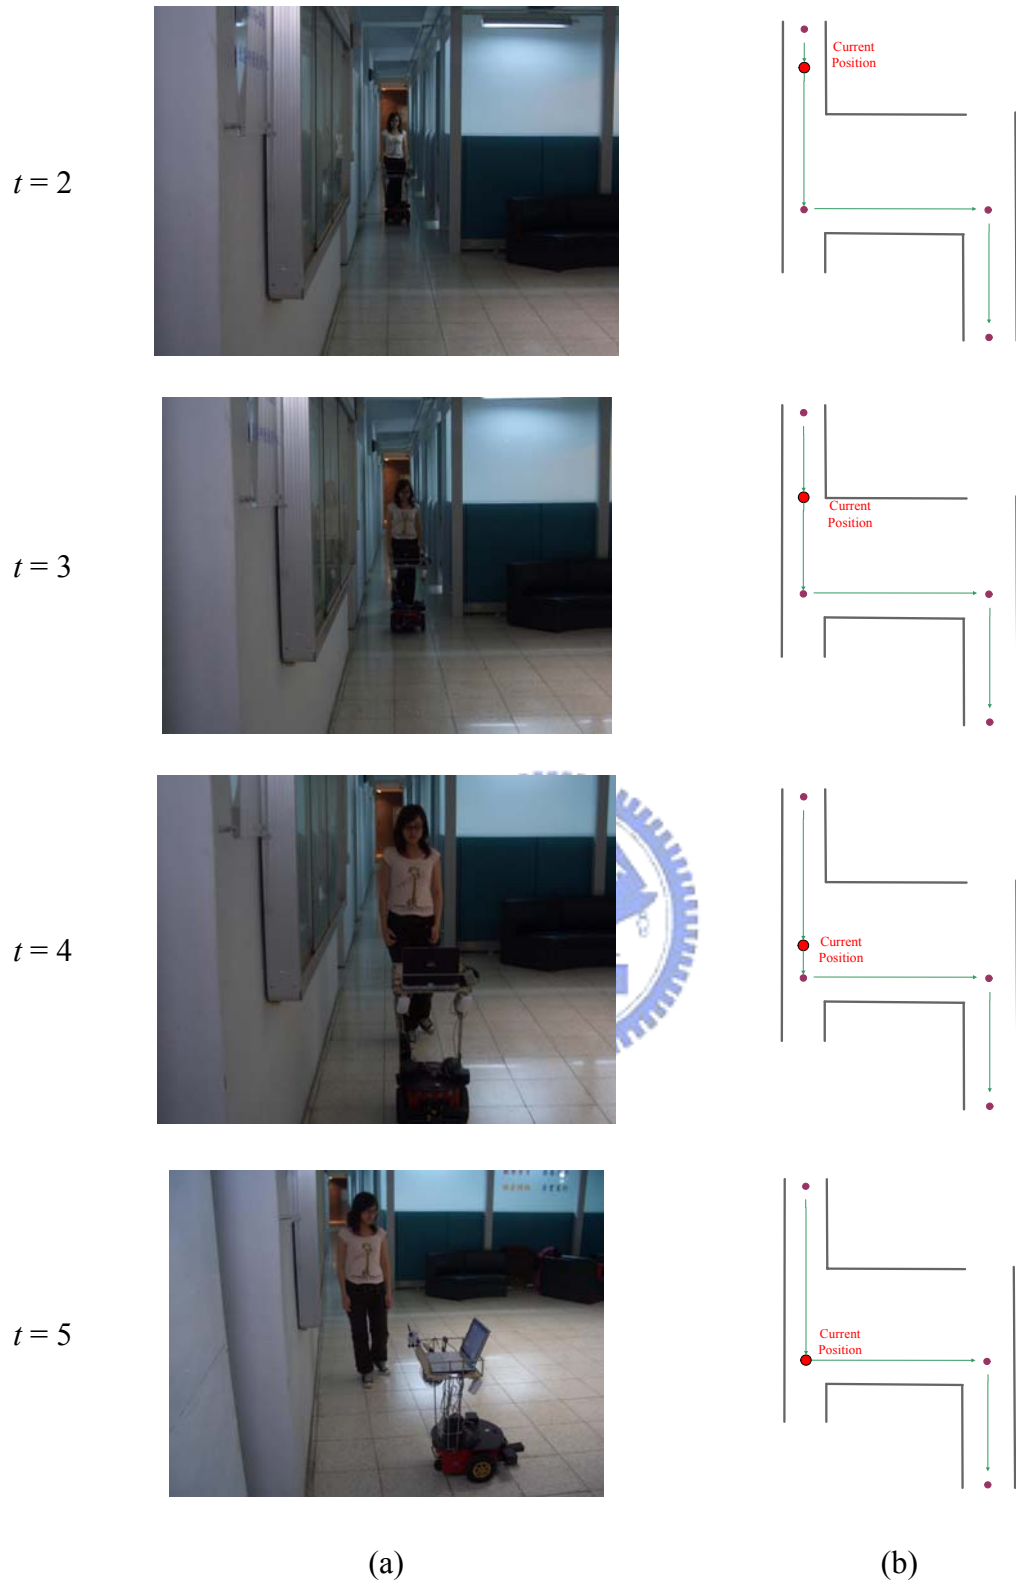 t = 2
Current
Position
t = 3
Current
Position
t = 4
Current
Position
t = 5
Current
Position
(a)
(b)